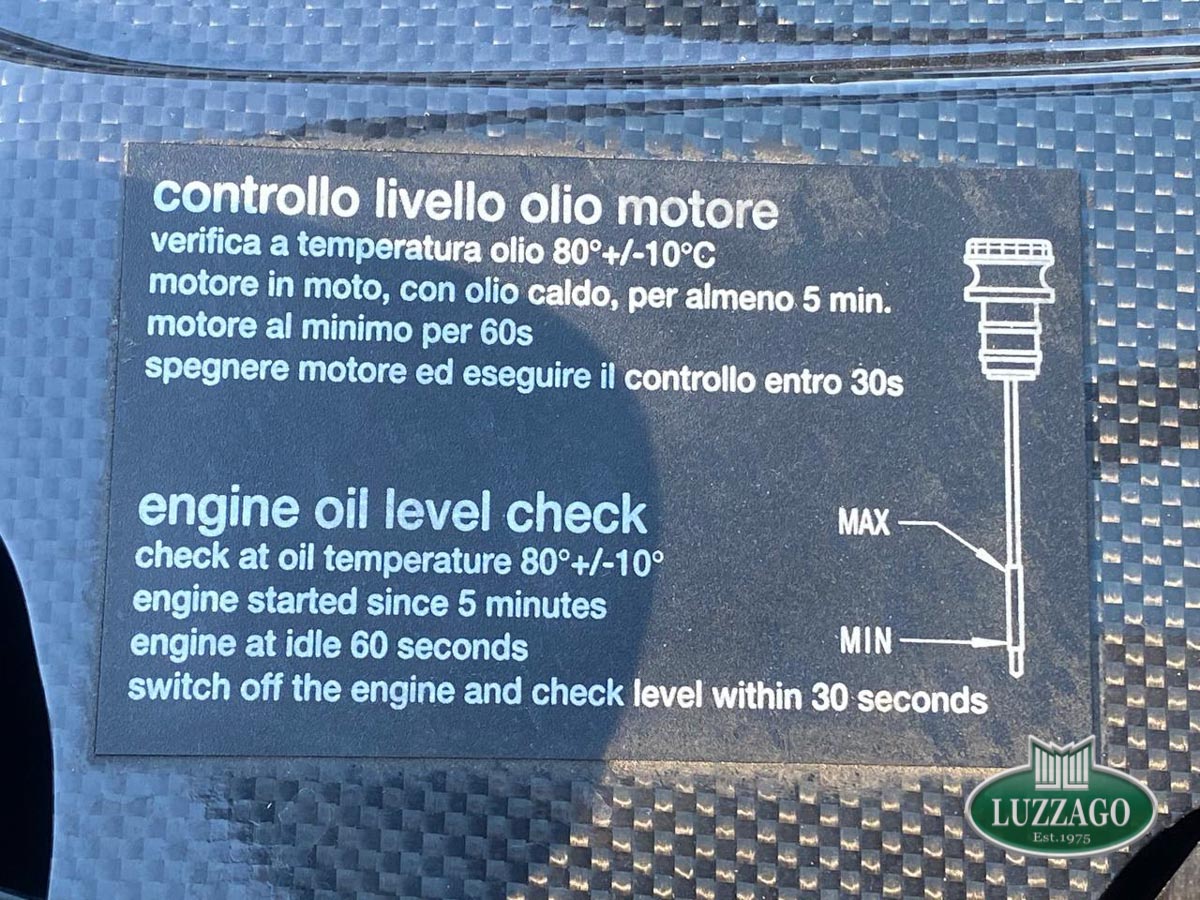 controllo livello olio motore
verifica a temperatura olio 80°+/-10°C
motore in moto, con olio caldo, per almeno 5 min.
motore al minimo per 60s
spegnere motore ed eseguire il controllo entro 30s
engine oil level check
check at oil temperature 80°+/-10°
engine started since 5 minutes
engine at idle 60 seconds
switch off the engine and check level within 30 seconds
MAX
MIN
LUZZAGO
Est.1975